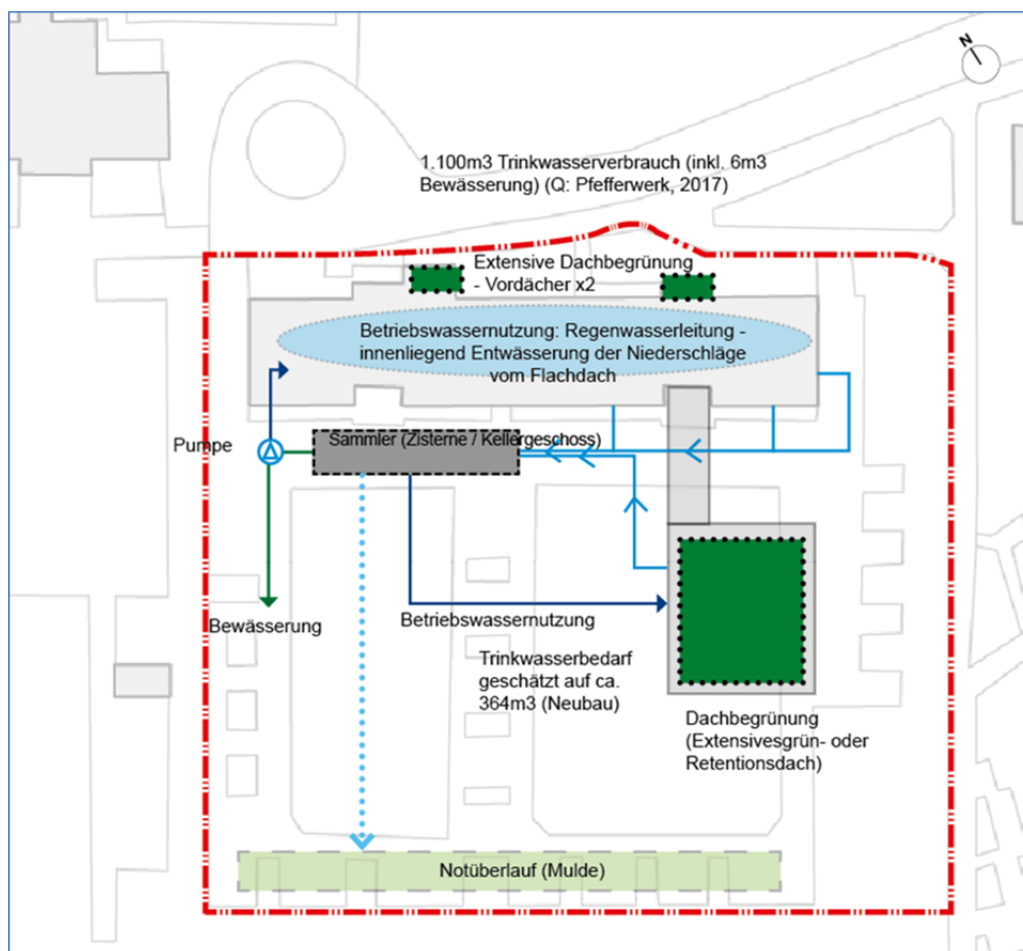 N
1.100m3 Trinkwasserverbrauch (inkl. 6m3
Bewässerung) (Q: Pfefferwerk, 2017)
Extensive Dachbegrünung
- Vordächer x2
Betriebswassernutzung: Regenwasserleitung -
innenliegend Entwässerung der Niederschläge
vom Flachdach
Pumpe
Sammler (Zisterne / Kellergeschoss)
Bewässerung
Betriebswassernutzung
Trinkwasserbedarf
geschätzt auf ca.
364m3 (Neubau)
Dachbegrünung
(Extensivesgrün- oder
Retentionsdach)
Notüberlauf (Mulde)